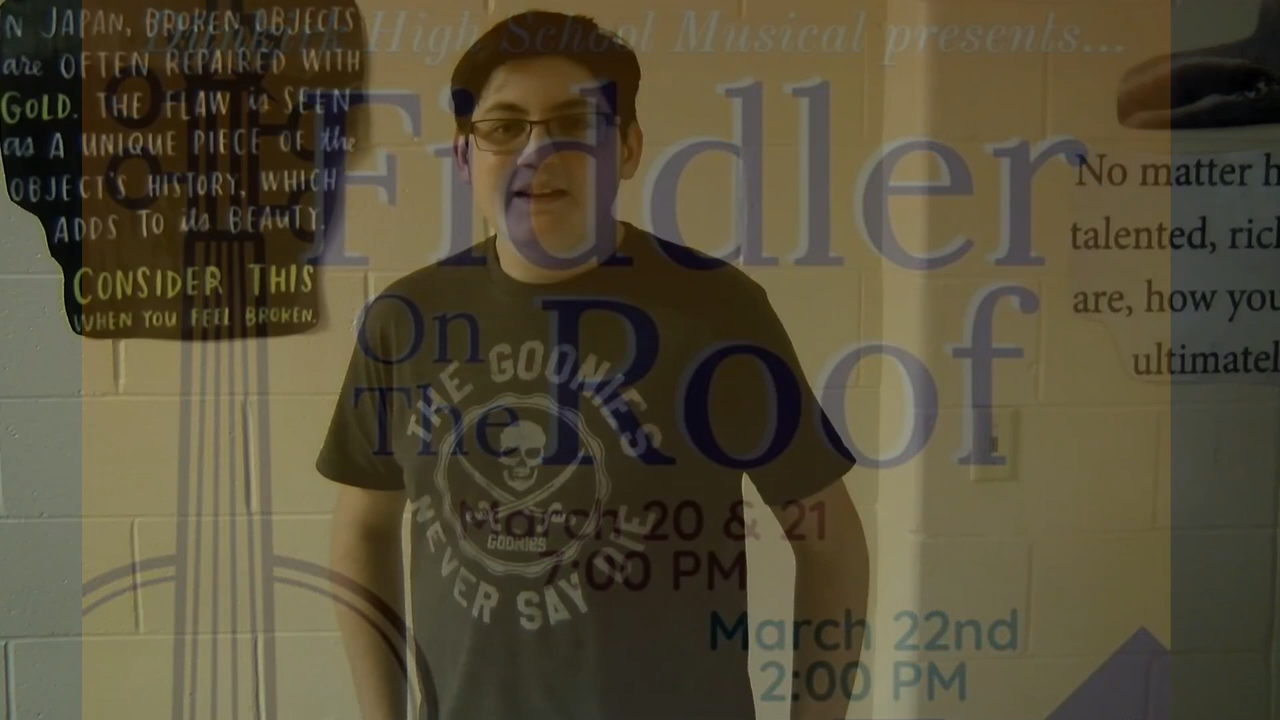 N JAPAN, BROKEN OBJECTS
are OFTEN REPAIRED WITH
GOLD. THE FLAW is SEEN
as A UNIQUE PIECE OF the
OBJECT'S HISTORY, WHICH
ADDS TO its BEAUTY.
CONSIDER THIS
WHEN YOU FEEL BROKEN.
High School Musical presents...
Fiddler
On
The Roof
March 20 & 21
7:00 PM
March 22nd
2:00 PM
THE GOONIES
GOONIES
NEVER SAY DIE
No matter h
talented, ric
are, how you
ultimatel